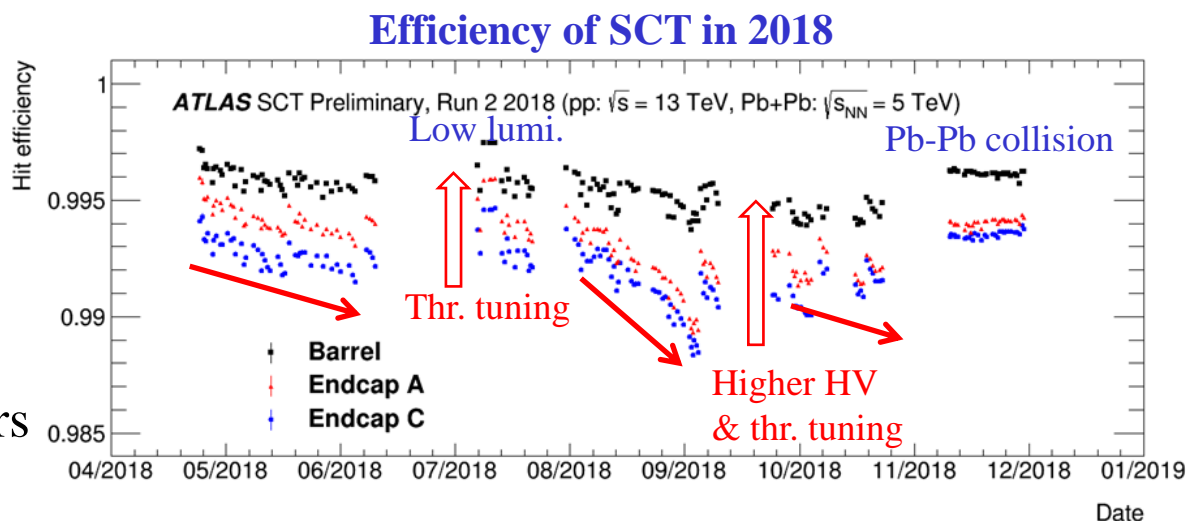 Efficiency of SCT in 2018
Hit efficiency
1
0.995
0.99
0.985
ATLAS SCT Preliminary, Run 2 2018 (pp: √s = 13 TeV, Pb+Pb: √sNN = 5 TeV)
Low lumi.
Pb-Pb collision
Thr. tuning
Higher HV
& thr. tuning
Barrel
Endcap A
Endcap C
rs
04/2018 05/2018 06/2018 07/2018 08/2018 09/2018 10/2018 11/2018 12/2018 01/2019
Date